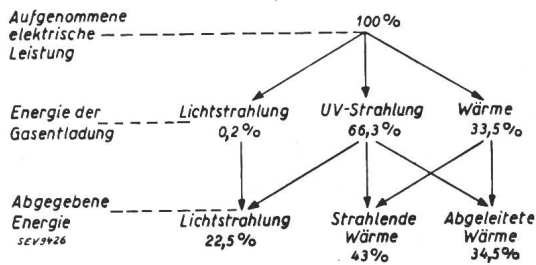 Aufgenommene
elektrische
Leistung
100%
Energie der
Gasentladung
Lichtstrahlung
0,2%
UV-Strahlung
66,3%
Wärme
33,5%
Abgegebene
Energie
SEV9426
Lichtstrahlung
22,5%
Strahlende
Wärme
43%
Abgeleitete
Wärme
34,5%